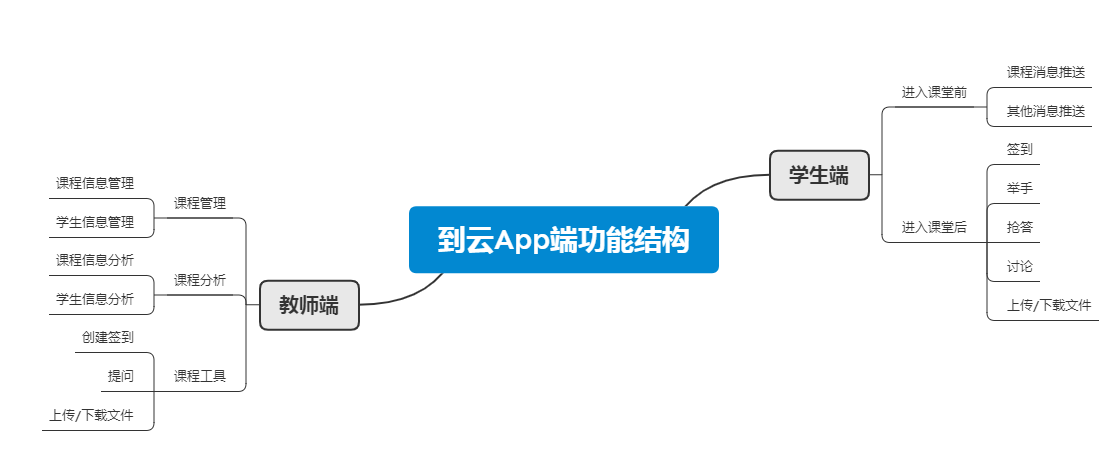 到云App端功能结构
学生端
进入课堂前
课程消息推送
其他消息推送
进入课堂后
签到
举手
抢答
讨论
上传/下载文件
教师端
课程管理
课程信息管理
学生信息管理
课程分析
课程信息分析
学生信息分析
课程工具
创建签到
提问
上传/下载文件